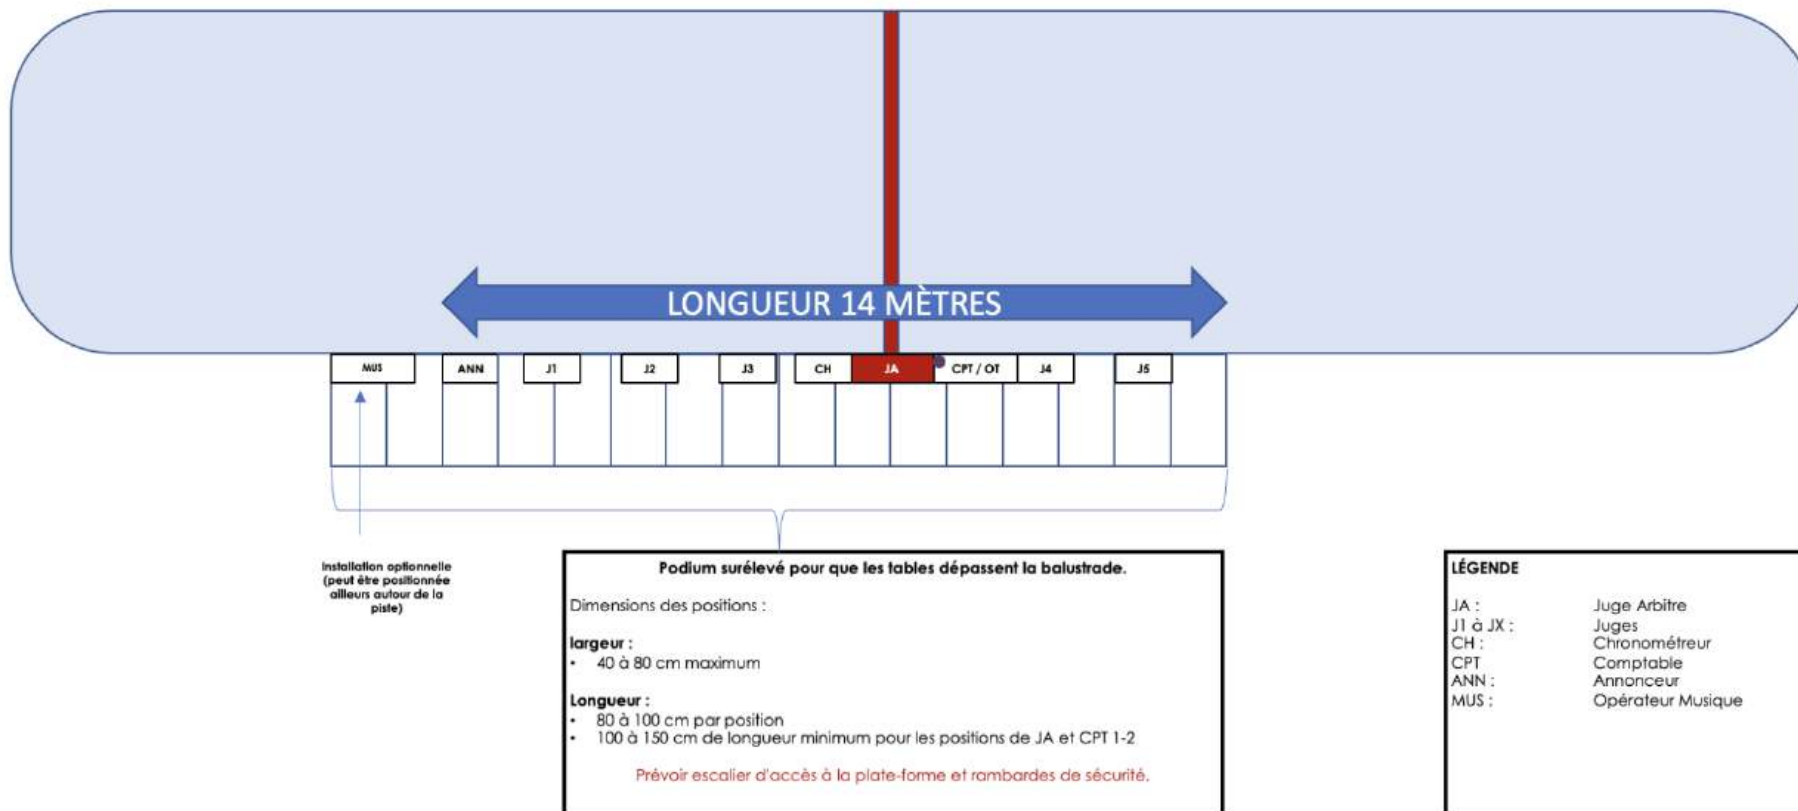 LONGUEUR 14 MÈTRES
MUS
ANN
J1
J2
J3
CH
JA
CPT / OT
J4
J5
Installation optionnelle
(peut être positionnée
ailleurs autour de la
piste)
Podium surélevé pour que les tables dépassent la balustrade.
Dimensions des positions :
largeur :
• 40 à 80 cm maximum
Longueur :
• 80 à 100 cm par position
• 100 à 150 cm de longueur minimum pour les positions de JA et CPT 1-2
Prévoir escalier d'accès à la plate-forme et rambardes de sécurité.
LÉGENDE
JA : Juge Arbitre
J1 à JX : Juges
CH : Chronométreur
CPT Comptable
ANN : Annonceur
MUS : Opérateur Musique